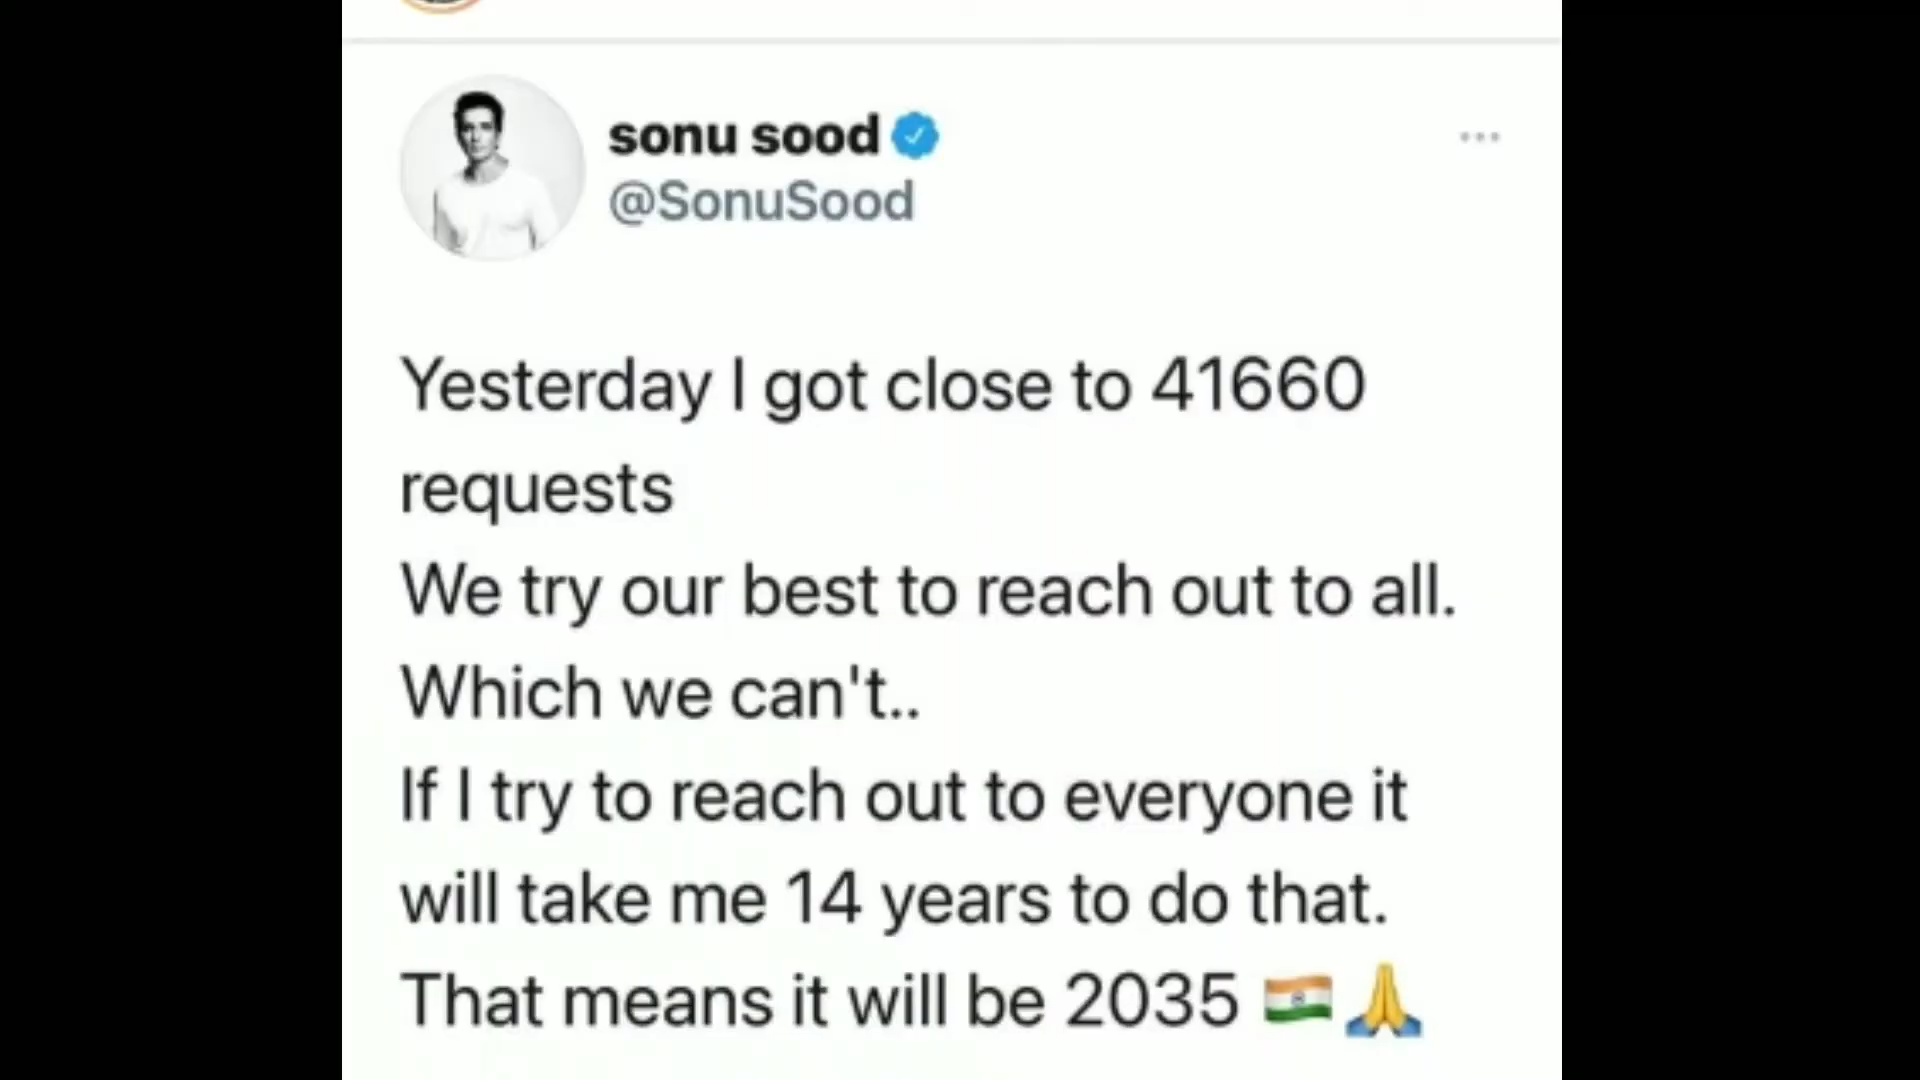 sonu sood
@SonuSood
Yesterday I got close to 41660
requests
We try our best to reach out to all.
Which we can't..
If I try to reach out to everyone it
will take me 14 years to do that.
That means it will be 2035 🇮🇳🙏